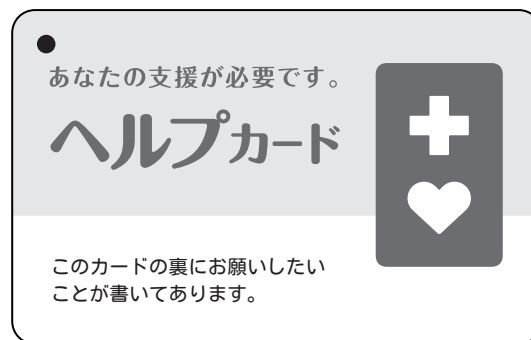 あなたの支援が必要です。
ヘルプカード
このカードの裏にお願いしたい
ことが書いてあります。